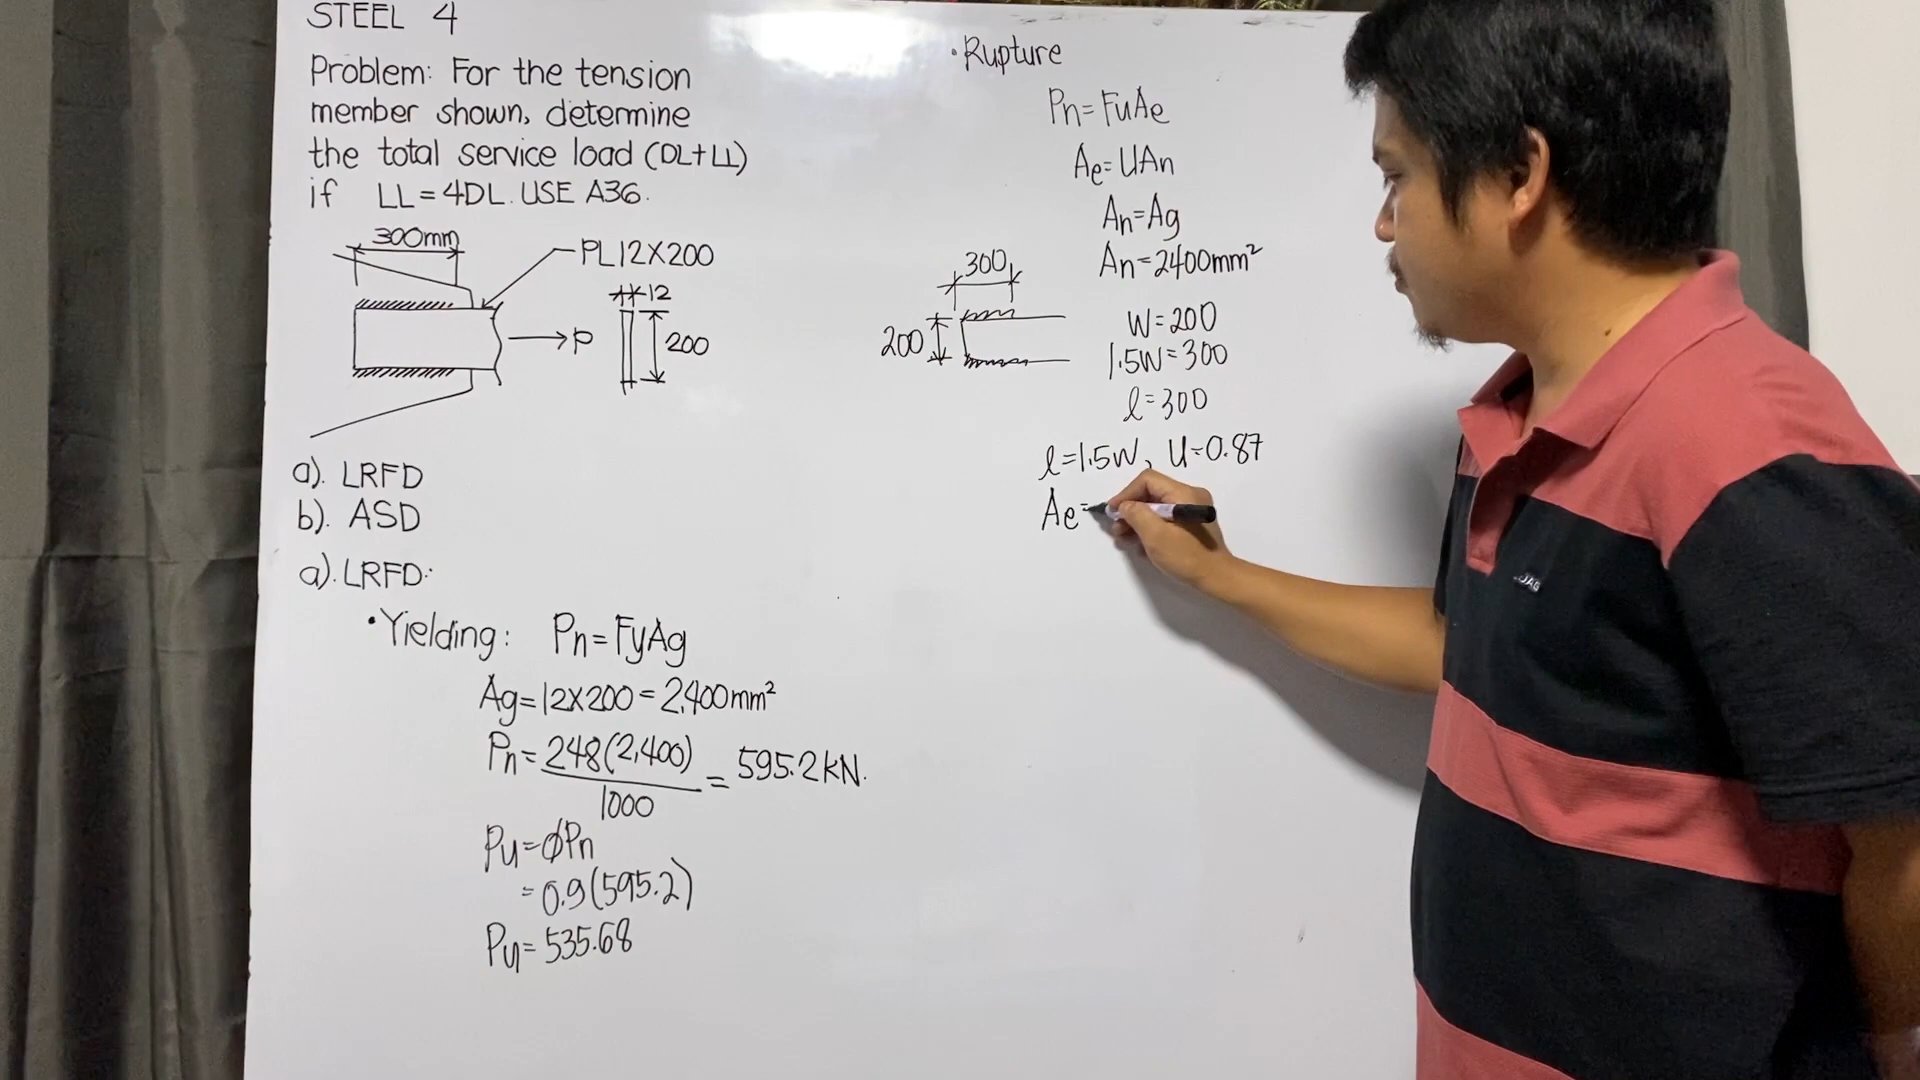 STEEL 4
Problem: For the tension
member shown, determine
the total service load (DL+LL)
if LL=4DL. USE A36.
300mm
PL12X200
12
P
200
a). LRFD
b). ASD
a). LRFD:
•Yielding: Pn=FyAg
Ag=12X200=2,400mm²
Pn=248(2,400)/1000=595.2kN.
Pu=ϕPn
=0.9(595.2)
Pu=535.68
•Rupture
Pn=FuAe
Ae=UAn
An=Ag
An=2400mm²
300
200
W=200
1.5W=300
l=300
l=1.5W, U=0.87
Ae=